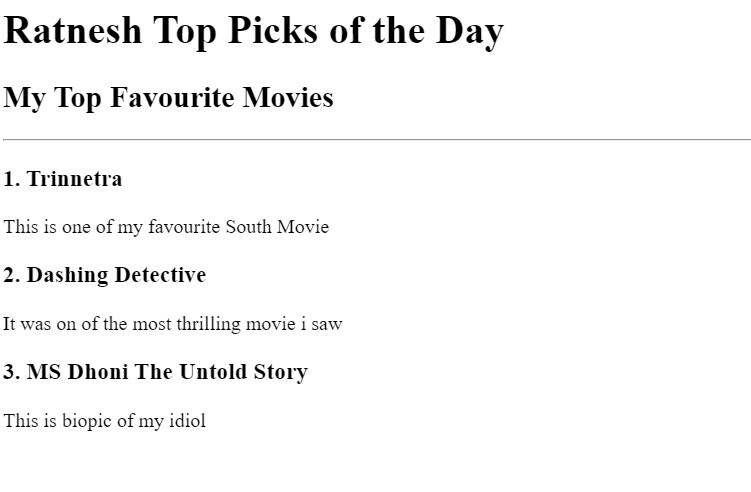 Ratnesh Top Picks of the Day
My Top Favourite Movies
1. Trinnetra
This is one of my favourite South Movie
2. Dashing Detective
It was on of the most thrilling movie i saw
3. MS Dhoni The Untold Story
This is biopic of my idiol